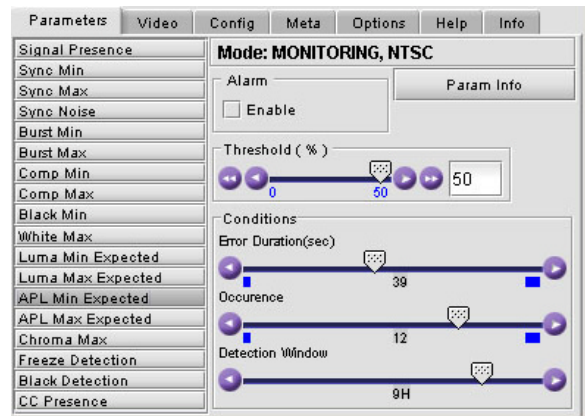 Parameters Video Config Meta Options Help Info
Signal Presence
Sync Min
Sync Max
Sync Noise
Burst Min
Burst Max
Comp Min
Comp Max
Black Min
White Max
Luma Min Expected
Luma Max Expected
APL Min Expected
APL Max Expected
Chroma Max
Freeze Detection
Black Detection
CC Presence
Mode: MONITORING, NTSC
Alarm
Enable
Param Info
Threshold ( % )
0 50
50
Conditions
Error Duration(sec)
39
Occurence
12
Detection Window
9H